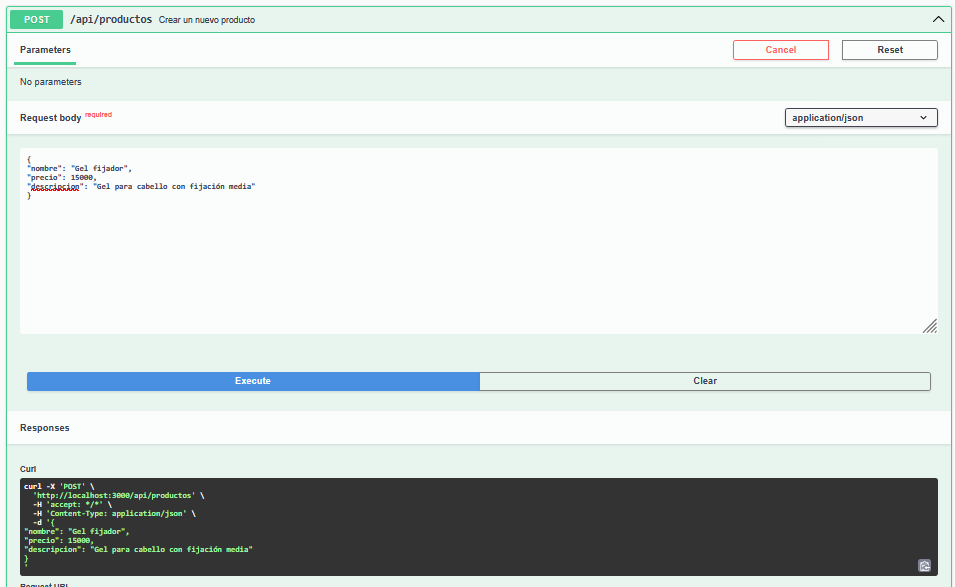 POST /api/productos Crear un nuevo producto
Parameters
Cancel
Reset
No parameters
Request body required
application/json
{
"nombre": "Gel fijador",
"precio": 15000,
"descripcion": "Gel para cabello con fijación media"
}
Execute
Clear
Responses
Curl
curl -X 'POST' \
'http://localhost:3000/api/productos' \
-H 'accept: */*' \
-H 'Content-Type: application/json' \
-d '{
"nombre": "Gel fijador",
"precio": 15000,
"descripcion": "Gel para cabello con fijación media"
}
'
Request URL